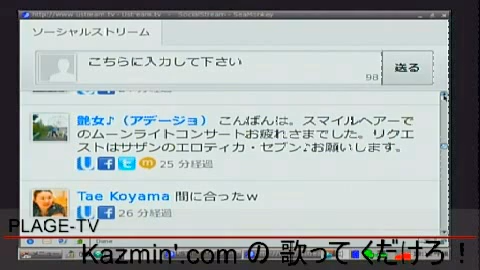 http://www.ustream.tv - Ustream.tv - SocialStream - SeaMonkey
ソーシャルストリーム
こちらに入力して下さい
98
送る
艶女♪（アデージョ） こんばんは。スマイルヘアーで
のムーンライトコンサートお疲れさまでした。リクエ
ストはサザンのエロティカ・セブン♪お願いします。
25 分経過
Tae Koyama 間に合ったｗ
26 分経過
PLAGE-TV
Done
Kazmin'.com の 歌ってくだけろ！